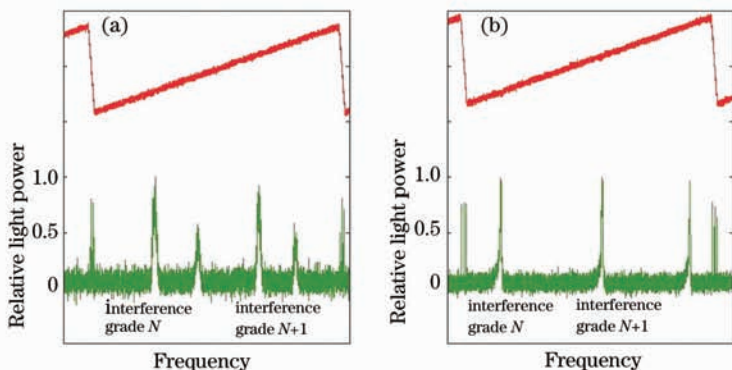 (a)
Relative light power
1.0
0.5
0
interference
grade N
interference
grade N+1
Frequency
(b)
Relative light power
1.0
0.5
0
interference
grade N
interference
grade N+1
Frequency